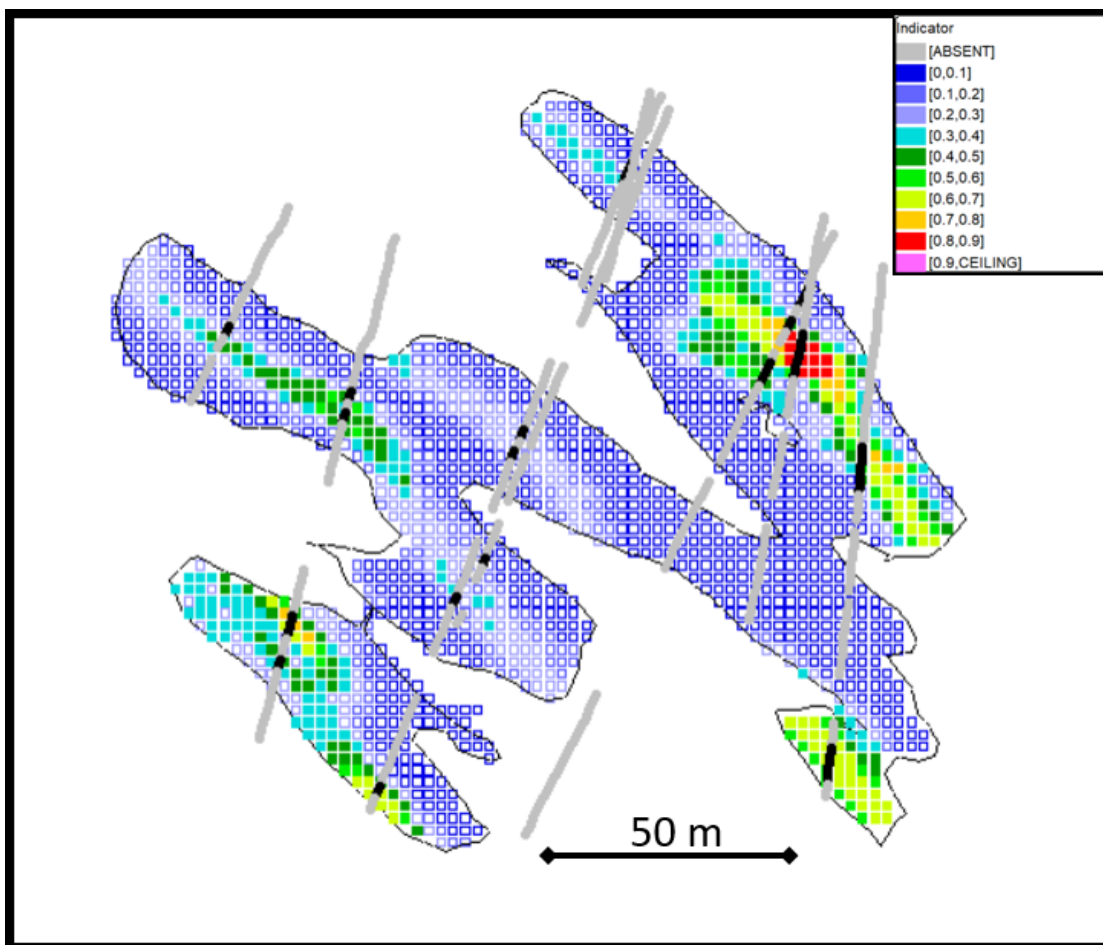 Indicator
[ABSENT]
[0,0.1]
[0.1,0.2]
[0.2,0.3]
[0.3,0.4]
[0.4,0.5]
[0.5,0.6]
[0.6,0.7]
[0.7,0.8]
[0.8,0.9]
[0.9,CEILING]
50 m